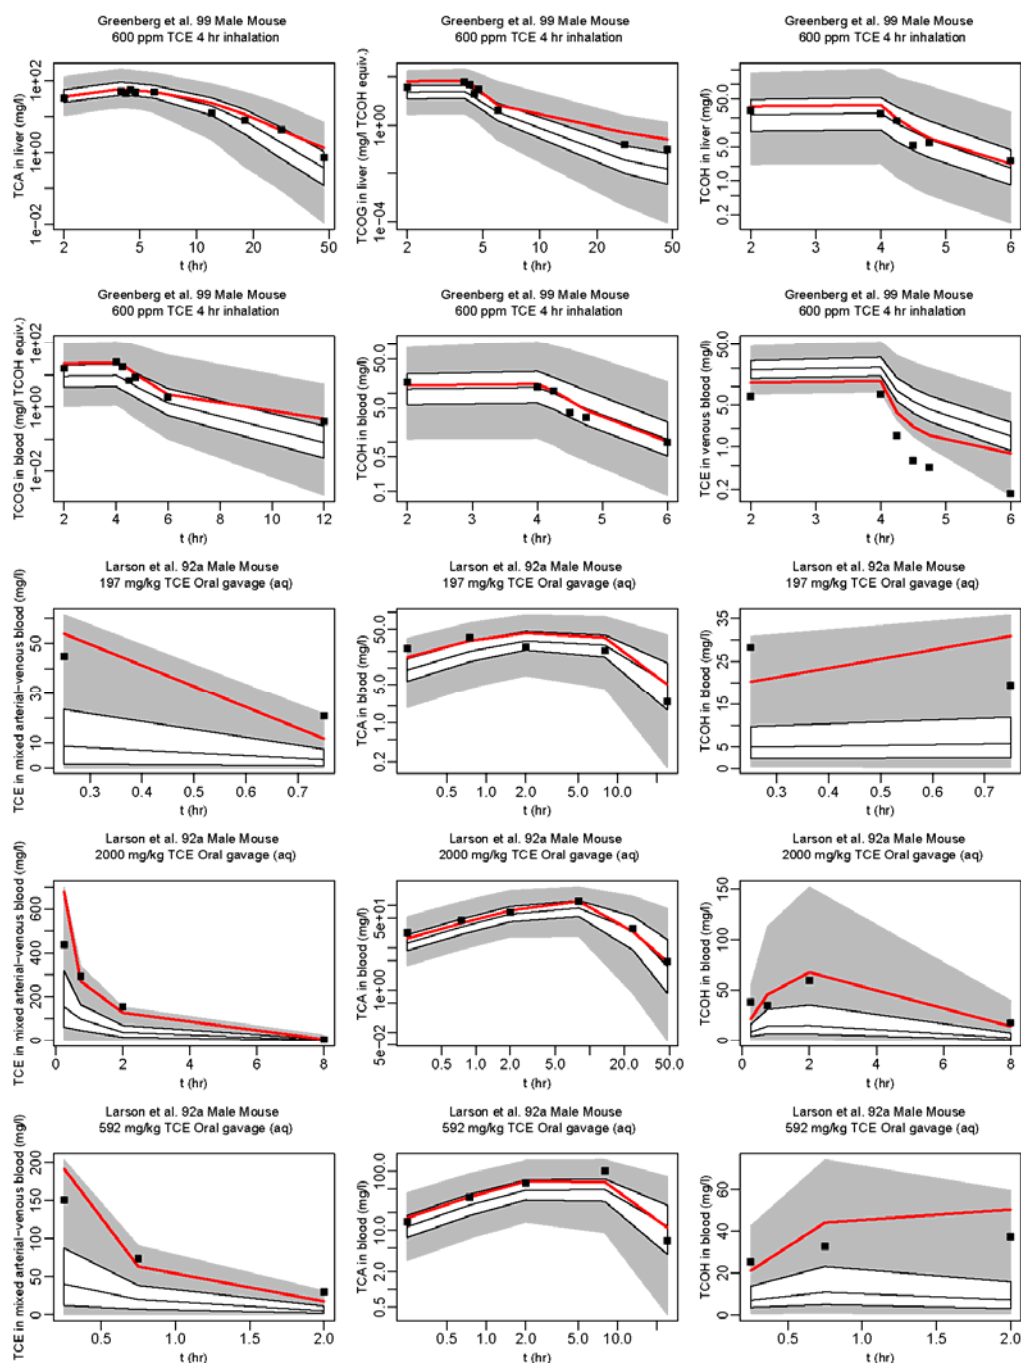 Greenberg et al. 99 Male Mouse
600 ppm TCE 4 hr inhalation
TCA in liver (mg/l)
1e+02
1e+00
1e−02
2
5
10
20
50
t (hr)
Greenberg et al. 99 Male Mouse
600 ppm TCE 4 hr inhalation
TCOG in liver (mg/l TCOH equiv.)
1e+00
1e−04
2
5
10
20
50
t (hr)
Greenberg et al. 99 Male Mouse
600 ppm TCE 4 hr inhalation
TCOH in liver (mg/l)
50.0
5.0
1.0
0.2
2
3
4
5
6
t (hr)
Greenberg et al. 99 Male Mouse
600 ppm TCE 4 hr inhalation
TCOG in blood (mg/l TCOH equiv.)
1e+02
1e+00
1e−02
2
4
6
8
10
12
t (hr)
Greenberg et al. 99 Male Mouse
600 ppm TCE 4 hr inhalation
TCOH in blood (mg/l)
50.0
5.0
0.5
0.1
2
3
4
5
6
t (hr)
Greenberg et al. 99 Male Mouse
600 ppm TCE 4 hr inhalation
TCE in venous blood (mg/l)
50.0
5.0
1.0
0.2
2
3
4
5
6
t (hr)
Larson et al. 92a Male Mouse
197 mg/kg TCE Oral gavage (aq)
TCE in mixed arterial−venous blood (mg/l)
50
30
10
0
0.3
0.4
0.5
0.6
0.7
t (hr)
Larson et al. 92a Male Mouse
197 mg/kg TCE Oral gavage (aq)
TCA in blood (mg/l)
50.0
5.0
1.0
0.2
0.5
1.0
2.0
5.0
10.0
t (hr)
Larson et al. 92a Male Mouse
197 mg/kg TCE Oral gavage (aq)
TCOH in blood (mg/l)
35
25
15
5
0
0.3
0.4
0.5
0.6
0.7
t (hr)
Larson et al. 92a Male Mouse
2000 mg/kg TCE Oral gavage (aq)
TCE in mixed arterial−venous blood (mg/l)
600
400
200
0
0
2
4
6
8
t (hr)
Larson et al. 92a Male Mouse
2000 mg/kg TCE Oral gavage (aq)
TCA in blood (mg/l)
5e+01
1e+00
5e−02
0.5
1.0
2.0
5.0
20.0
50.0
t (hr)
Larson et al. 92a Male Mouse
2000 mg/kg TCE Oral gavage (aq)
TCOH in blood (mg/l)
150
100
50
0
0
2
4
6
8
t (hr)
Larson et al. 92a Male Mouse
592 mg/kg TCE Oral gavage (aq)
TCE in mixed arterial−venous blood (mg/l)
200
150
100
50
0
0.5
1.0
1.5
2.0
t (hr)
Larson et al. 92a Male Mouse
592 mg/kg TCE Oral gavage (aq)
TCA in blood (mg/l)
100.0
10.0
2.0
0.5
0.5
1.0
2.0
5.0
10.0
t (hr)
Larson et al. 92a Male Mouse
592 mg/kg TCE Oral gavage (aq)
TCOH in blood (mg/l)
60
40
20
0
0.5
1.0
1.5
2.0
t (hr)